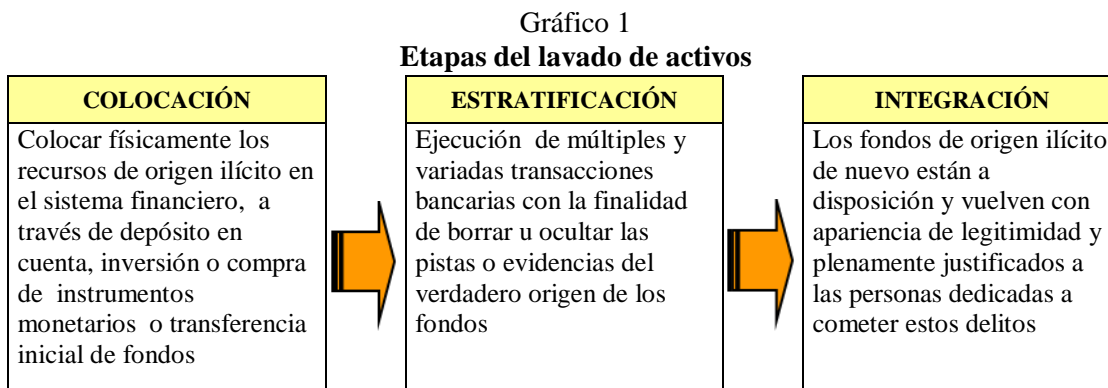 Gráfico 1
Etapas del lavado de activos
COLOCACIÓN
Colocar físicamente los
recursos de origen ilícito en
el sistema financiero, a
través de depósito en
cuenta, inversión o compra
de instrumentos
monetarios o transferencia
inicial de fondos
ESTRATIFICACIÓN
Ejecución de múltiples y
variadas transacciones
bancarias con la finalidad
de borrar u ocultar las
pistas o evidencias del
verdadero origen de los
fondos
INTEGRACIÓN
Los fondos de origen ilícito
de nuevo están a
disposición y vuelven con
apariencia de legitimidad y
plenamente justificados a
las personas dedicadas a
cometer estos delitos